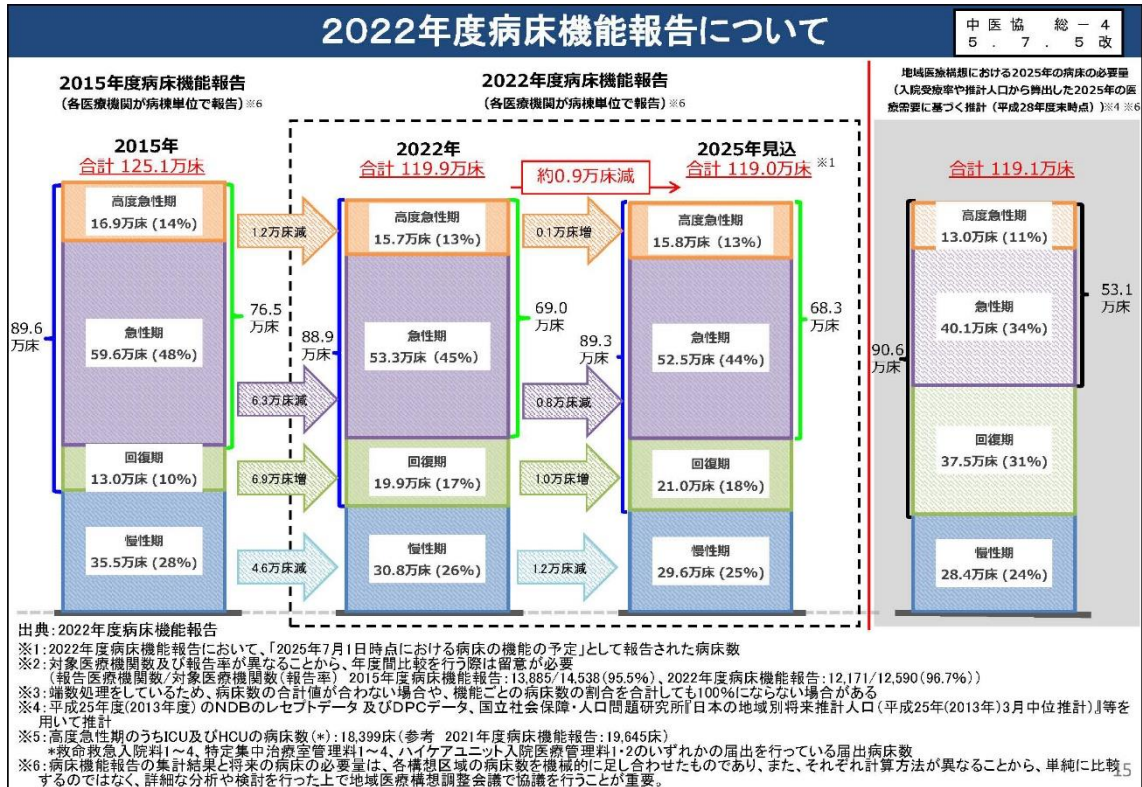 2022年度病床機能報告について
中医協 総－4
5．7．5改
2015年度病床機能報告
(各医療機関が病棟単位で報告) ※6
2022年度病床機能報告
(各医療機関が病棟単位で報告) ※6
地域医療構想における2025年の病床の必要量
(入院受療率や推計人口から算出した2025年の医
療需要に基づく推計（平成28年度末時点）)※4 ※6
2015年
合計 125.1万床
2022年
合計 119.9万床
約0.9万床減
2025年見込
合計 119.0万床 ※1
合計 119.1万床
高度急性期
16.9万床 (14%)
1.2万床減
高度急性期
15.7万床 (13%)
0.1万床増
高度急性期
15.8万床 (13%)
高度急性期
13.0万床 (11%)
89.6
万床
76.5
万床
急性期
59.6万床 (48%)
6.3万床減
88.9
万床
69.0
万床
急性期
53.3万床 (45%)
0.8万床減
89.3
万床
68.3
万床
急性期
52.5万床 (44%)
90.6
万床
53.1
万床
急性期
40.1万床 (34%)
回復期
13.0万床 (10%)
6.9万床増
回復期
19.9万床 (17%)
1.0万床増
回復期
21.0万床 (18%)
回復期
37.5万床 (31%)
慢性期
35.5万床 (28%)
4.6万床減
慢性期
30.8万床 (26%)
1.2万床減
慢性期
29.6万床 (25%)
慢性期
28.4万床 (24%)
出典：2022年度病床機能報告
※1：2022年度病床機能報告において、「2025年7月1日時点における病床の機能の予定」として報告された病床数
※2：対象医療機関数及び報告率が異なることから、年度間比較を行う際は留意が必要
（報告医療機関数/対象医療機関数(報告率) 2015年度病床機能報告：13,885/14,538(95.5%)、2022年度病床機能報告：12,171/12,590(96.7%)）
※3：端数処理をしているため、病床数の合計値が合わない場合や、機能ごとの病床数の割合を合計しても100%にならない場合がある
※4：平成25年度(2013年度) のNDBのレセプトデータ 及びDPCデータ、国立社会保障・人口問題研究所『日本の地域別将来推計人口（平成25年(2013年)3月中位推計）』等を
用いて推計
※5：高度急性期のうちICU及びHCUの病床数(*)：18,399床(参考 2021年度病床機能報告：19,645床)
*救命救急入院料1～4、特定集中治療室管理料1～4、ハイケアユニット入院医療管理料1・2のいずれかの届出を行っている届出病床数
※6：病床機能報告の集計結果と将来の病床の必要量は、各構想区域の病床数を機械的に足し合わせたものであり、また、それぞれ計算方法が異なることから、単純に比較
するのではなく、詳細な分析や検討を行った上で地域医療構想調整会議で協議を行うことが重要。
15